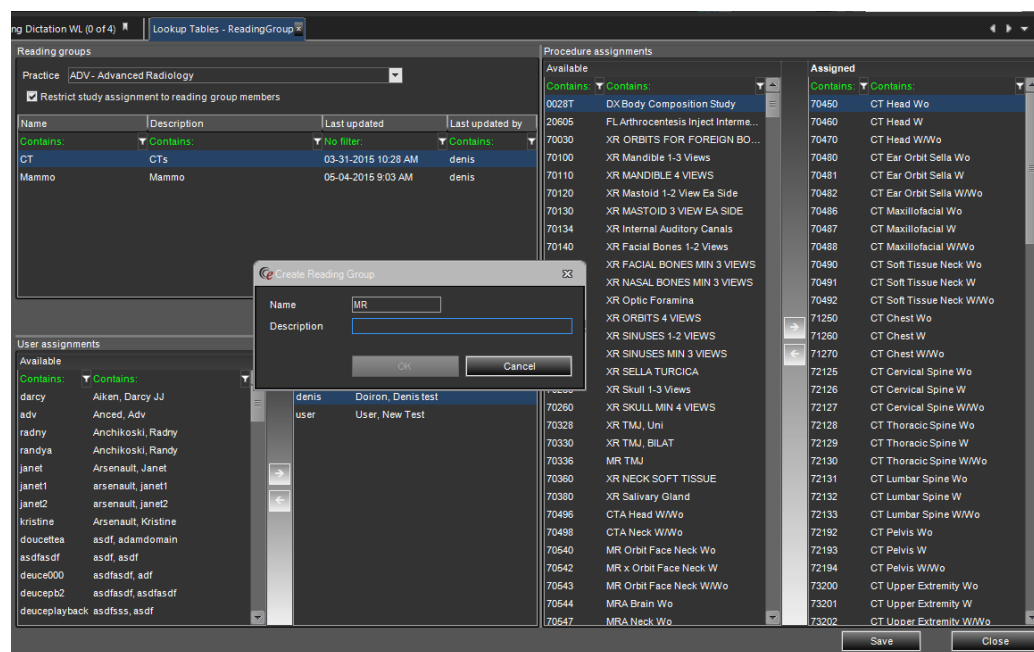 ng Dictation WL (0 of 4) Lookup Tables - ReadingGroup
Reading groups
Practice ADV - Advanced Radiology
Restrict study assignment to reading group members
Name Description Last updated Last updated by
Contains: Contains: No filter: Contains:
CT CTs 03-31-2015 10:28 AM denis
Mammo Mammo 05-04-2015 9:03 AM denis
Create Reading Group
Name MR
Description
OK Cancel
User assignments
Available
Contains: Contains:
darcy Aiken, Darcy JJ
adv Anced, Adv
radny Anchikoski, Radny
randya Anchikoski, Randy
janet Arsenault, Janet
janet1 arsenault, janet1
janet2 arsenault, janet2
kristine Arsenault, Kristine
doucettea asdf, adamdomain
asdfasdf asdf, asdf
deuce000 asdfasdf, adf
deucepb2 asdfasdf, asdfasdf
deuceplayback asdfsss, asdf
denis Doiron, Denis test
user User, New Test
Procedure assignments
Available
Contains: Contains:
0028T DX Body Composition Study
20605 FL Arthrocentesis Inject Interme...
70030 XR ORBITS FOR FOREIGN BO...
70100 XR Mandible 1-3 Views
70110 XR MANDIBLE 4 VIEWS
70120 XR Mastoid 1-2 View Ea Side
70130 XR MASTOID 3 VIEW EA SIDE
70134 XR Internal Auditory Canals
70140 XR Facial Bones 1-2 Views
XR FACIAL BONES MIN 3 VIEWS
XR NASAL BONES MIN 3 VIEWS
XR Optic Foramina
XR ORBITS 4 VIEWS
XR SINUSES 1-2 VIEWS
XR SINUSES MIN 3 VIEWS
XR SELLA TURCICA
XR Skull 1-3 Views
70260 XR SKULL MIN 4 VIEWS
70328 XR TMJ, Uni
70330 XR TMJ, BILAT
70336 MR TMJ
70360 XR NECK SOFT TISSUE
70380 XR Salivary Gland
70496 CTA Head W/Wo
70498 CTA Neck W/Wo
70540 MR Orbit Face Neck Wo
70542 MR x Orbit Face Neck W
70543 MR Orbit Face Neck W/Wo
70544 MRA Brain Wo
70547 MRA Neck Wo
Assigned
Contains: Contains:
70450 CT Head Wo
70460 CT Head W
70470 CT Head W/Wo
70480 CT Ear Orbit Sella Wo
70481 CT Ear Orbit Sella W
70482 CT Ear Orbit Sella W/Wo
70486 CT Maxillofacial Wo
70487 CT Maxillofacial W
70488 CT Maxillofacial W/Wo
70490 CT Soft Tissue Neck Wo
70491 CT Soft Tissue Neck W
70492 CT Soft Tissue Neck W/Wo
71250 CT Chest Wo
71260 CT Chest W
71270 CT Chest W/Wo
72125 CT Cervical Spine Wo
72126 CT Cervical Spine W
72127 CT Cervical Spine W/Wo
72128 CT Thoracic Spine Wo
72129 CT Thoracic Spine W
72130 CT Thoracic Spine W/Wo
72131 CT Lumbar Spine Wo
72132 CT Lumbar Spine W
72133 CT Lumbar Spine W/Wo
72192 CT Pelvis Wo
72193 CT Pelvis W
72194 CT Pelvis W/Wo
73200 CT Upper Extremity Wo
73201 CT Upper Extremity W
73202 CT Upper Extremity W/Wo
Save Close